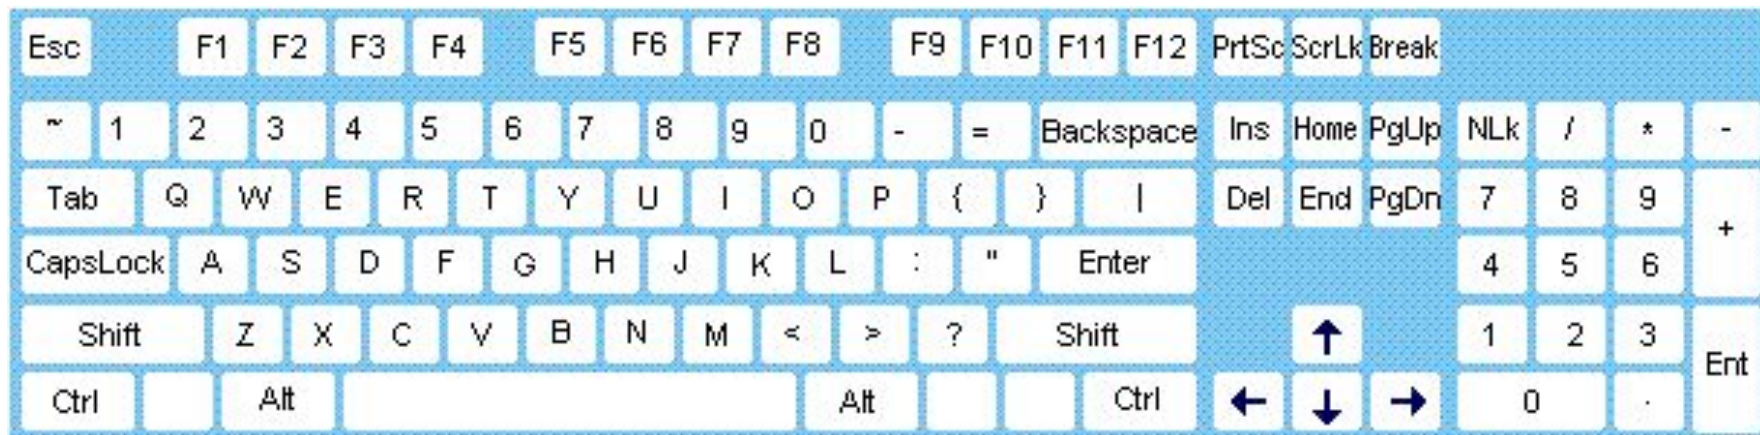 Esc F1 F2 F3 F4 F5 F6 F7 F8 F9 F10 F11 F12 PrtSc ScrLk Break
~ 1 2 3 4 5 6 7 8 9 0 - = Backspace Ins Home PgUp NLk / * -
Tab Q W E R T Y U I O P { } | Del End PgDn 7 8 9 +
CapsLock A S D F G H J K L : " Enter 4 5 6
Shift Z X C V B N M < > ? Shift ↑ 1 2 3 Ent
Ctrl Alt Alt Ctrl ← ↓ → 0 .